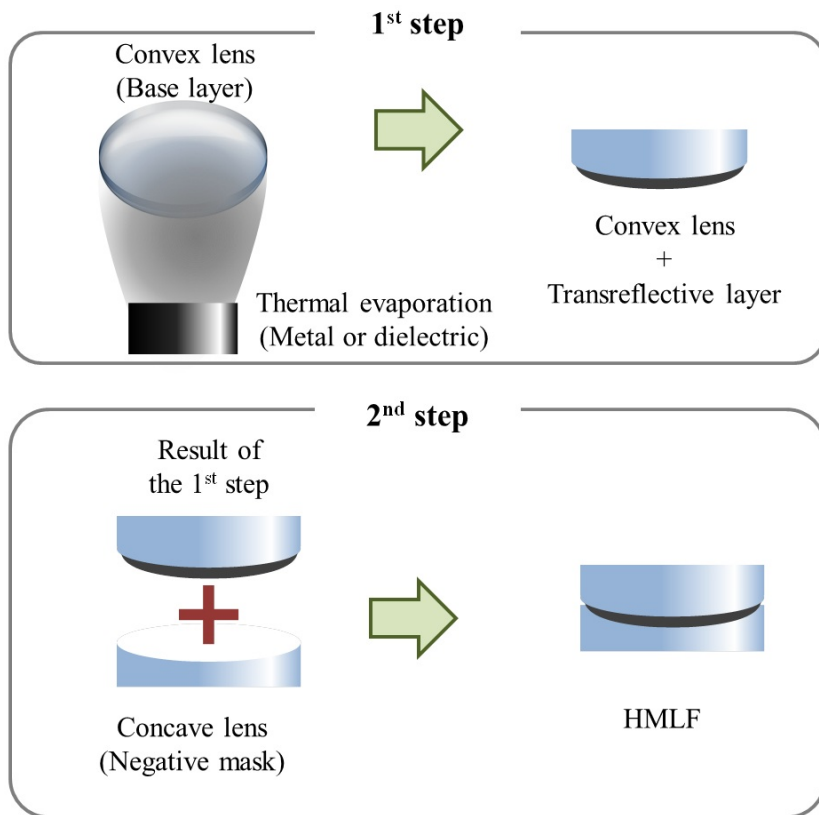 1st step
Convex lens
(Base layer)
Thermal evaporation
(Metal or dielectric)
Convex lens
+
Transreflective layer
2nd step
Result of
the 1st step
Concave lens
(Negative mask)
HMLF